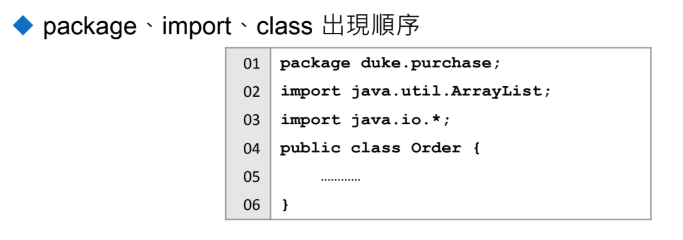 ◆ package、import、class 出現順序
01 package duke.purchase;
02 import java.util.ArrayList;
03 import java.io.*;
04 public class Order {
05 …………
06 }